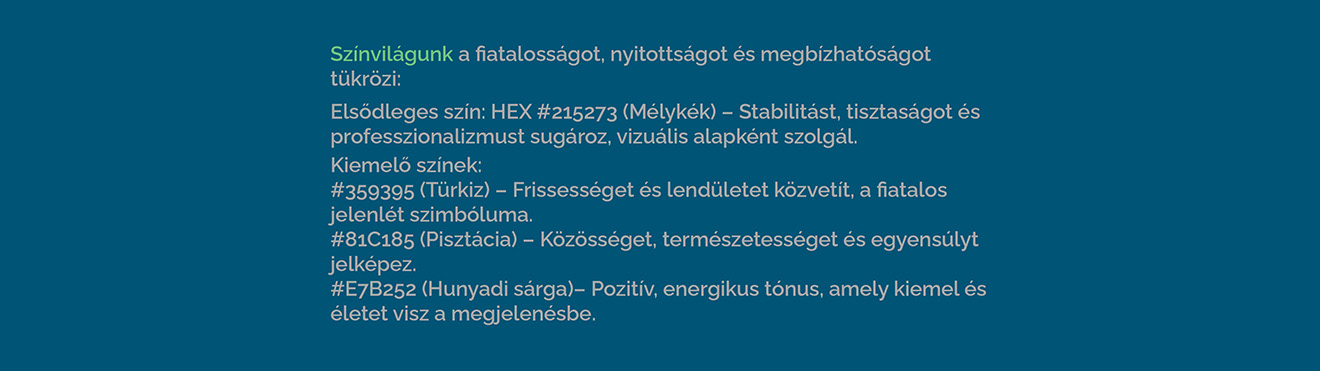 Színvilágunk a fiatalosságot, nyitottságot és megbízhatóságot
tükrözi:
Elsődleges szín: HEX #215273 (Mélykék) – Stabilitást, tisztaságot és
professzionalizmust sugároz, vizuális alapként szolgál.
Kiemelő színek:
#359395 (Türkiz) – Frissességet és lendületet közvetít, a fiatalos
jelenlét szimbóluma.
#81C185 (Pisztácia) – Közösséget, természetességet és egyensúlyt
jelképez.
#E7B252 (Hunyadi sárga)– Pozitív, energikus tónus, amely kiemel és
életet visz a megjelenésbe.